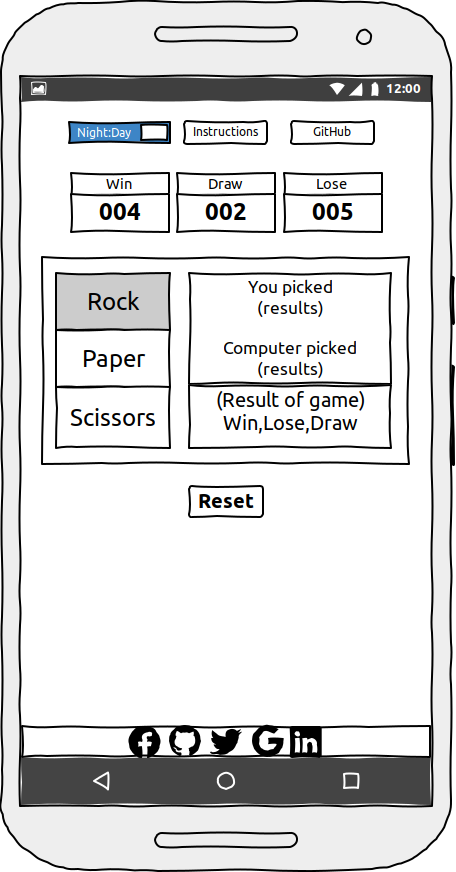 12:00
Night:Day
Instructions
GitHub
Win
Draw
Lose
004
002
005
Rock
Paper
Scissors
You picked
(results)
Computer picked
(results)
(Result of game)
Win,Lose,Draw
Reset